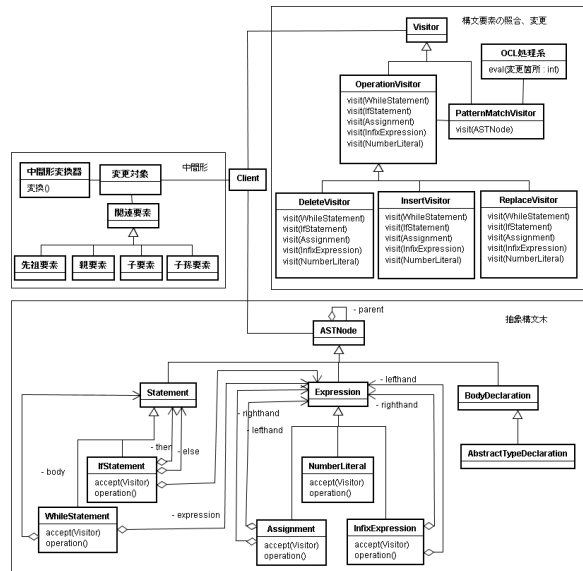 構文要素の照合、変更
Visitor
OCL処理系
eval(変更箇所 : int)
OperationVisitor
visit(WhileStatement)
visit(IfStatement)
visit(Assignment)
visit(InfixExpression)
visit(NumberLiteral)
PatternMatchVisitor
visit(ASTNode)
中間形
中間形変換器
変換()
変更対象
Client
関連要素
先祖要素
親要素
子要素
子孫要素
DeleteVisitor
visit(WhileStatement)
visit(IfStatement)
visit(Assignment)
visit(InfixExpression)
visit(NumberLiteral)
InsertVisitor
visit(WhileStatement)
visit(IfStatement)
visit(Assignment)
visit(InfixExpression)
visit(NumberLiteral)
ReplaceVisitor
visit(WhileStatement)
visit(IfStatement)
visit(Assignment)
visit(InfixExpression)
visit(NumberLiteral)
- parent
抽象構文木
ASTNode
Statement
Expression
- lefthand
BodyDeclaration
- righthand
- righthand
- lefthand
- then
- else
AbstractTypeDeclaration
- body
IfStatement
accept(Visitor)
operation()
NumberLiteral
accept(Visitor)
operation()
WhileStatement
accept(Visitor)
operation()
- expression
Assignment
accept(Visitor)
operation()
InfixExpression
accept(Visitor)
operation()